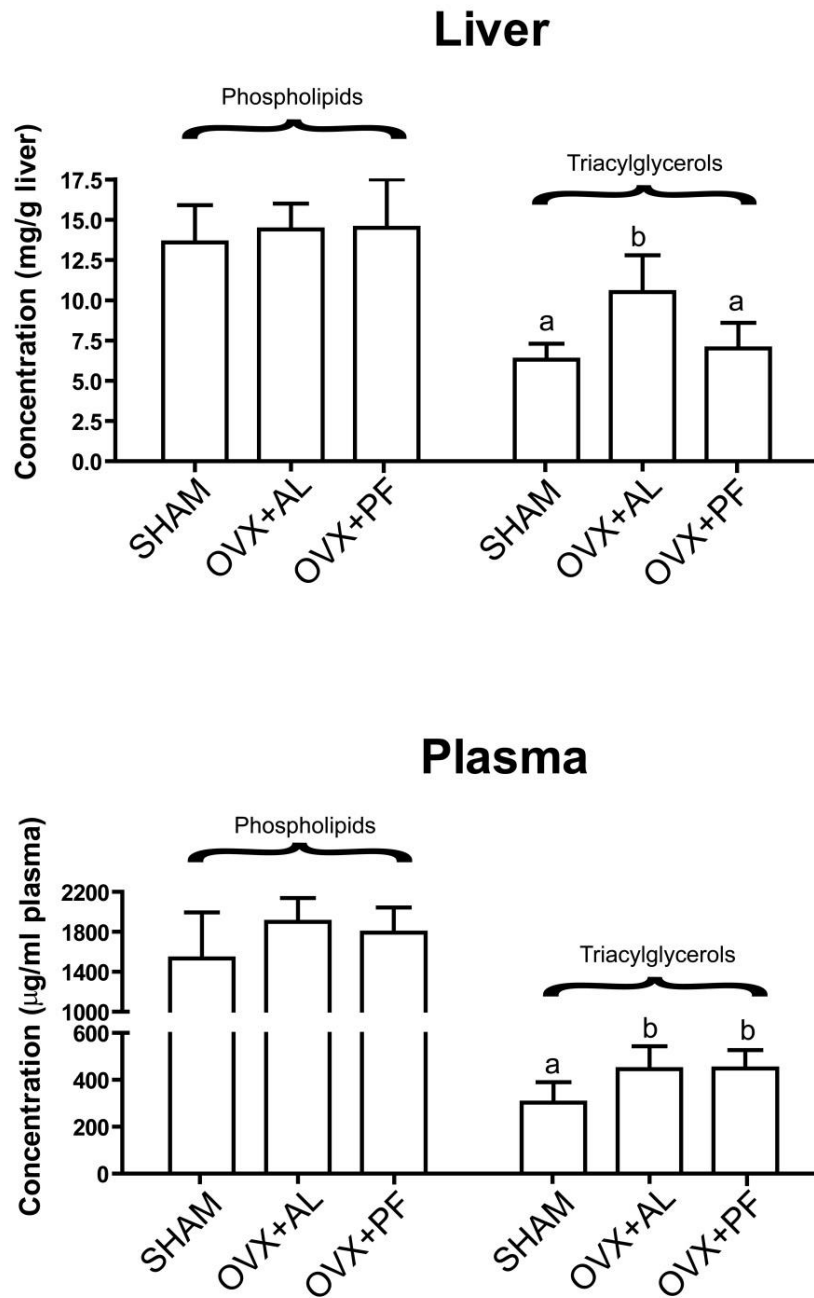 Liver
Phospholipids
Triacylglycerols
Concentration (mg/g liver)
17.5
15.0
12.5
10.0
7.5
5.0
2.5
0.0
a
b
a
SHAM
OVX+AL
OVX+PF
SHAM
OVX+AL
OVX+PF
Plasma
Phospholipids
Triacylglycerols
Concentration (μg/ml plasma)
2200
1800
1400
1000
600
400
200
0
a
b
b
SHAM
OVX+AL
OVX+PF
SHAM
OVX+AL
OVX+PF